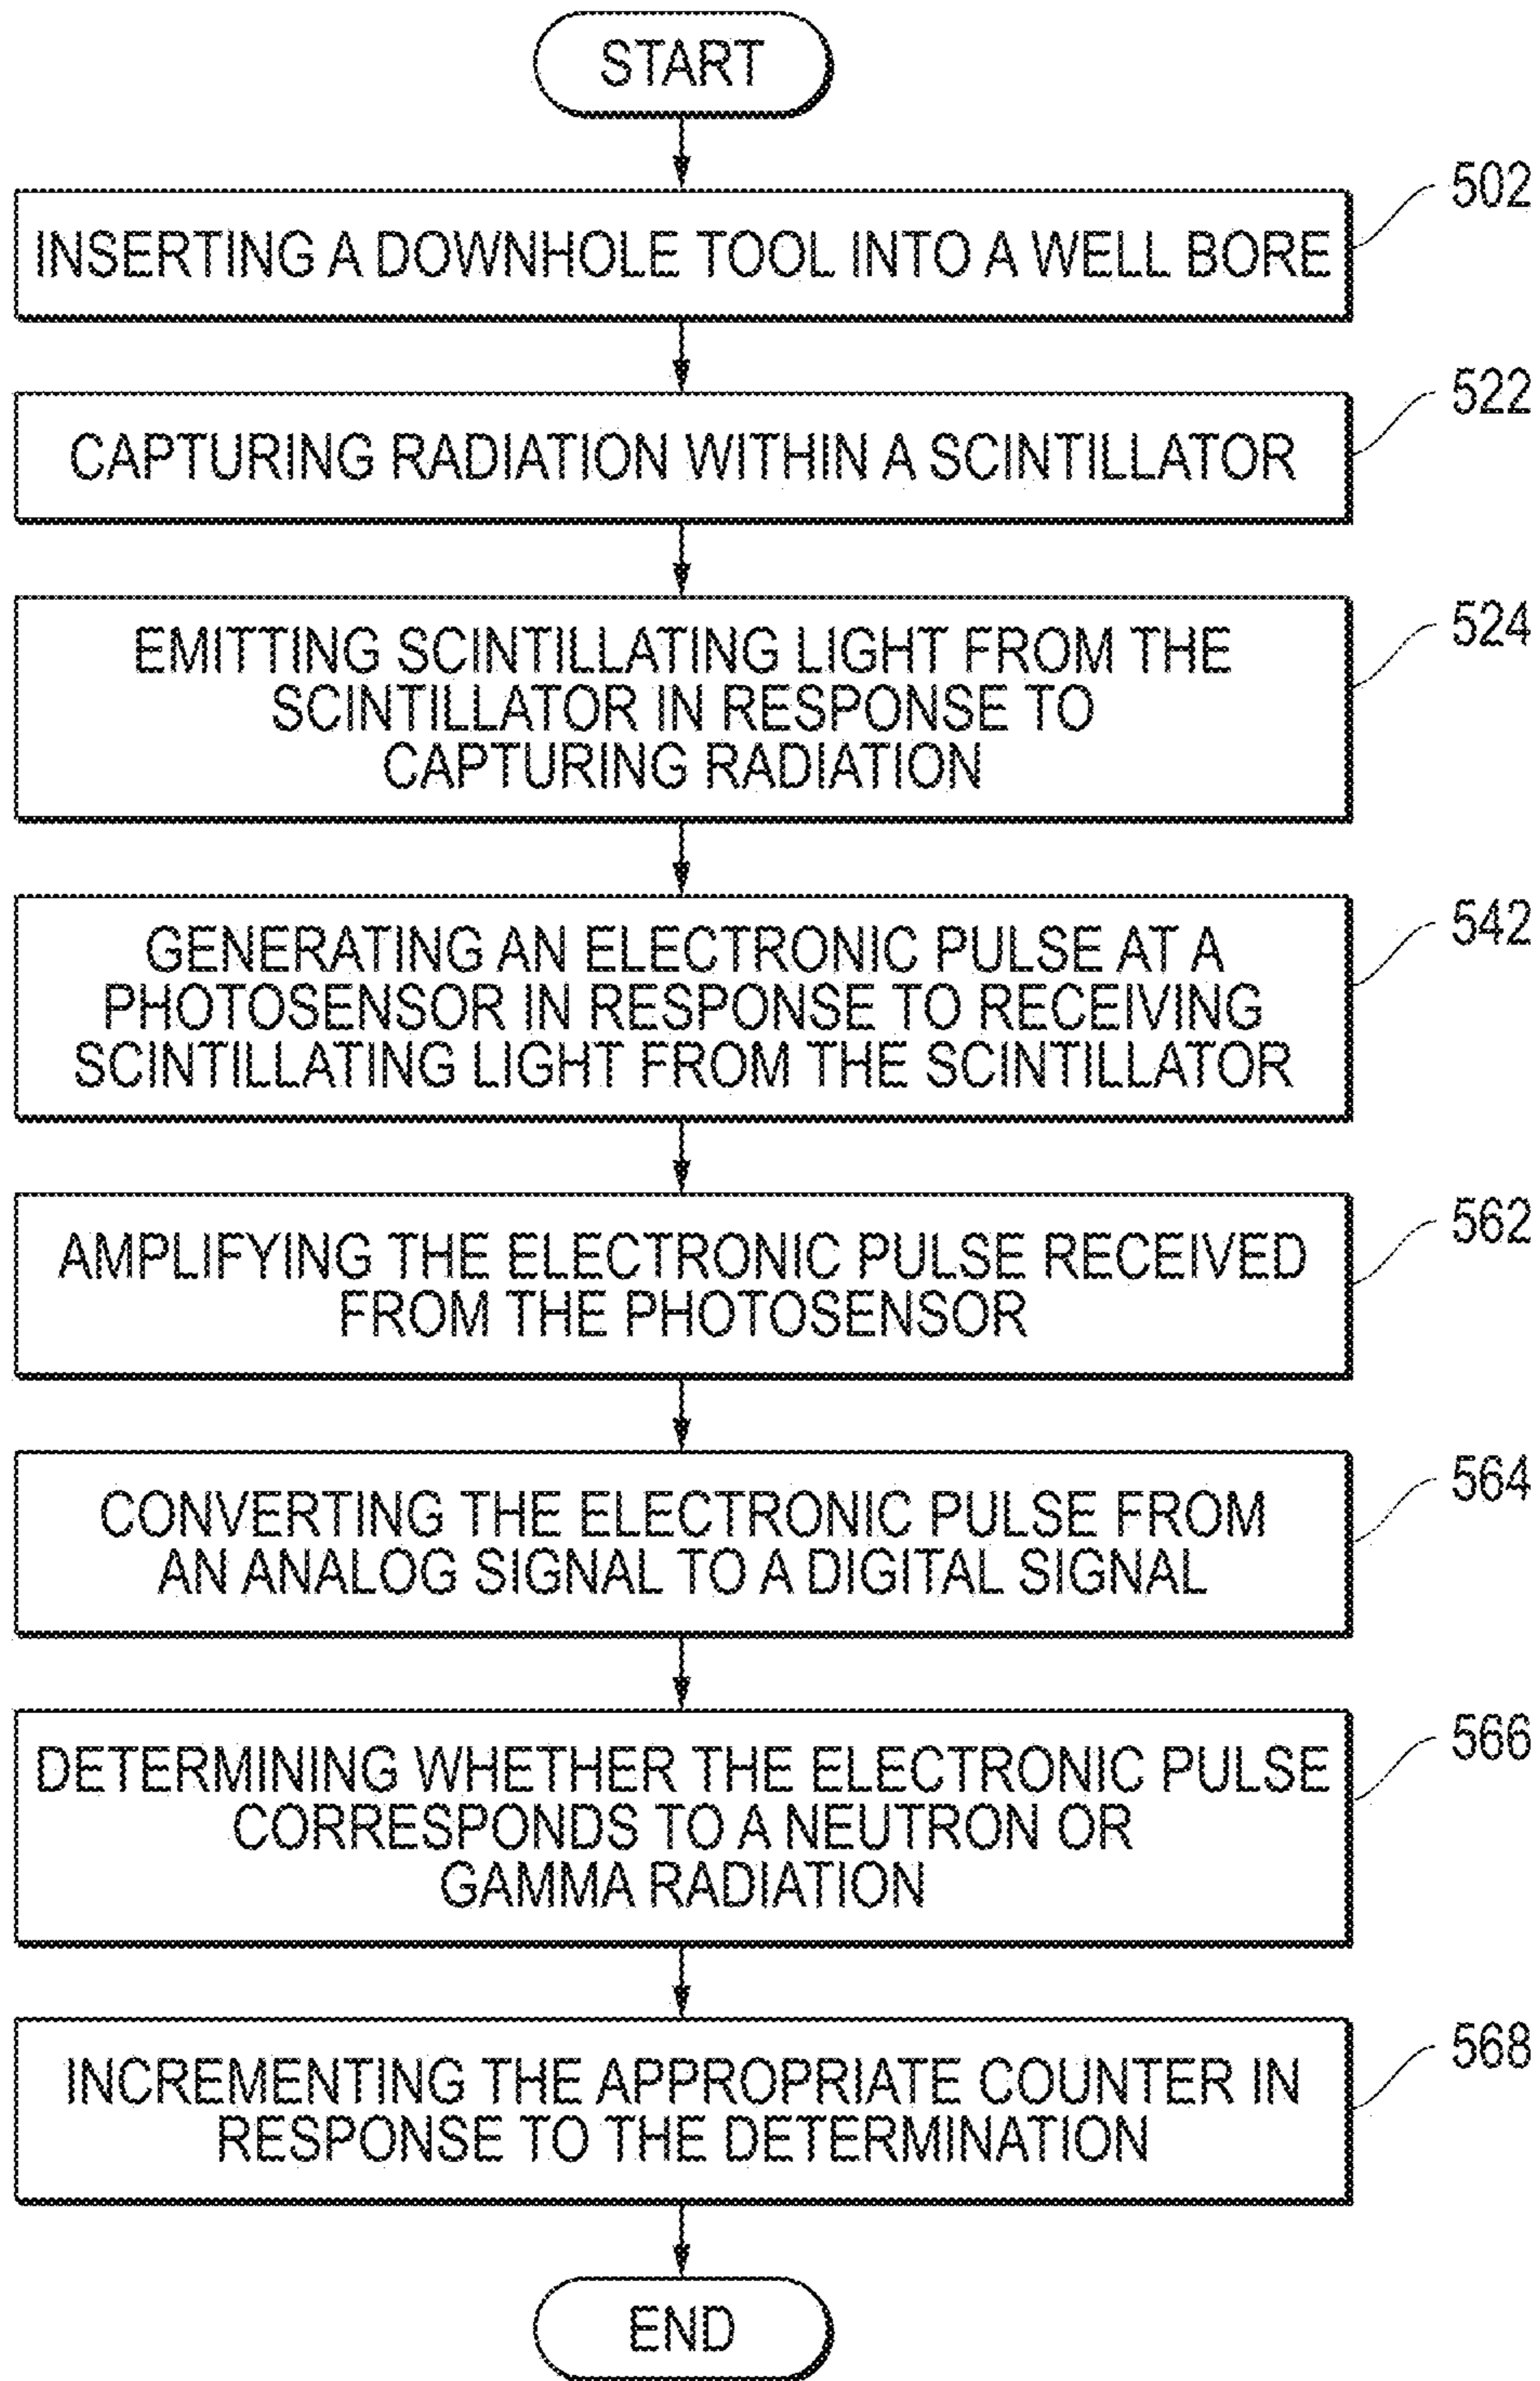 START
502
INSERTING A DOWNHOLE TOOL INTO A WELL BORE
522
CAPTURING RADIATION WITHIN A SCINTILLATOR
524
EMITTING SCINTILLATING LIGHT FROM THE
SCINTILLATOR IN RESPONSE TO
CAPTURING RADIATION
542
GENERATING AN ELECTRONIC PULSE AT A
PHOTOSENSOR IN RESPONSE TO RECEIVING
SCINTILLATING LIGHT FROM THE SCINTILLATOR
562
AMPLIFYING THE ELECTRONIC PULSE RECEIVED
FROM THE PHOTOSENSOR
564
CONVERTING THE ELECTRONIC PULSE FROM
AN ANALOG SIGNAL TO A DIGITAL SIGNAL
566
DETERMINING WHETHER THE ELECTRONIC PULSE
CORRESPONDS TO A NEUTRON OR
GAMMA RADIATION
568
INCREMENTING THE APPROPRIATE COUNTER IN
RESPONSE TO THE DETERMINATION
END